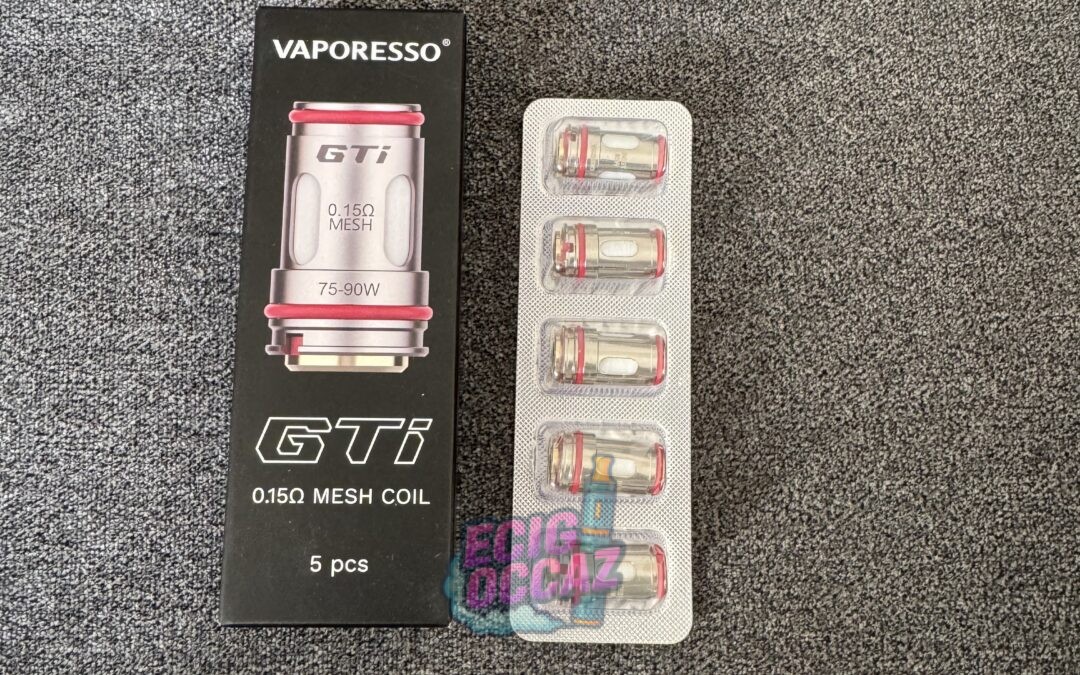 VAPORESSO®
GTi
0.15Ω
MESH
75-90W
GTi
0.15Ω MESH COIL
5 pcs
ECIG
OCCAZ